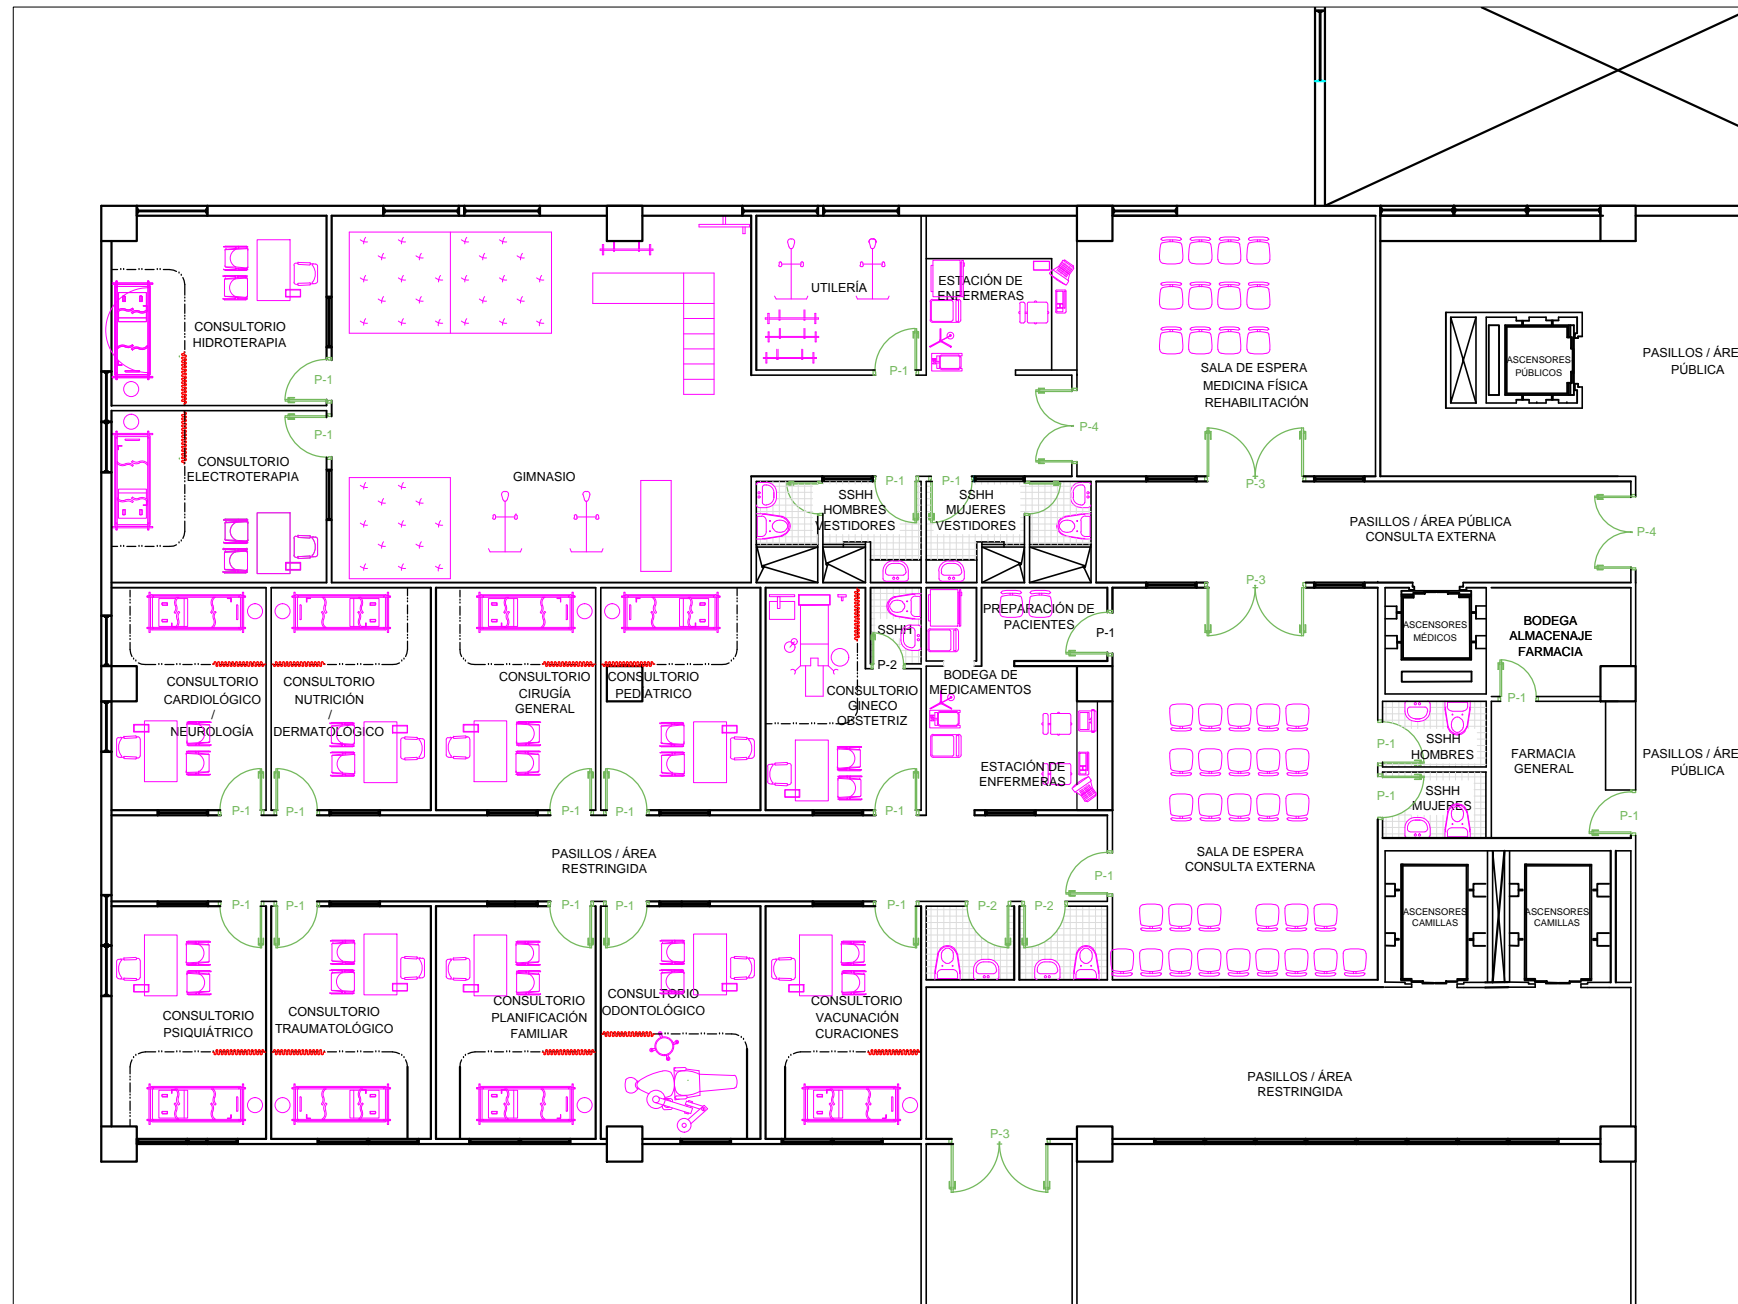 CONSULTORIO
HIDROTERAPIA
P-1
CONSULTORIO
ELECTROTERAPIA
P-1
GIMNASIO
UTILERÍA
P-1
ESTACIÓN DE
ENFERMERAS
P-4
SALA DE ESPERA
MEDICINA FÍSICA
REHABILITACIÓN
ASCENSORES
PÚBLICOS
PASILLOS / ÁRE
PÚBLICA
P-1
P-1
SSHH
HOMBRES
VESTIDORES
SSHH
MUJERES
VESTIDORES
P-3
PASILLOS / ÁREA PÚBLICA
CONSULTA EXTERNA
P-4
P-3
SSHH
P-2
PREPARACIÓN DE
PACIENTES
P-1
ASCENSORES
MÉDICOS
BODEGA
ALMACENAJE
FARMACIA
P-1
CONSULTORIO
CARDIOLÓGICO
/
NEUROLOGÍA
P-1
CONSULTORIO
NUTRICIÓN
/
DERMATOLÓGICO
P-1
CONSULTORIO
CIRUGÍA
GENERAL
P-1
CONSULTORIO
PEDIATRICO
P-1
CONSULTORIO
GINECO
OBSTETRIZ
P-1
BODEGA DE
MEDICAMENTOS
ESTACIÓN DE
ENFERMERAS
P-1
SSHH
HOMBRES
P-1
SSHH
MUJERES
FARMACIA
GENERAL
P-1
PASILLOS / ÁRE
PÚBLICA
PASILLOS / ÁREA
RESTRINGIDA
P-1
SALA DE ESPERA
CONSULTA EXTERNA
ASCENSORES
CAMILLAS
ASCENSORES
CAMILLAS
P-1
P-1
P-1
P-1
P-1
P-2
P-2
CONSULTORIO
PSIQUIÁTRICO
CONSULTORIO
TRAUMATOLÓGICO
CONSULTORIO
PLANIFICACIÓN
FAMILIAR
CONSULTORIO
ODONTOLÓGICO
CONSULTORIO
VACUNACIÓN
CURACIONES
PASILLOS / ÁREA
RESTRINGIDA
P-3